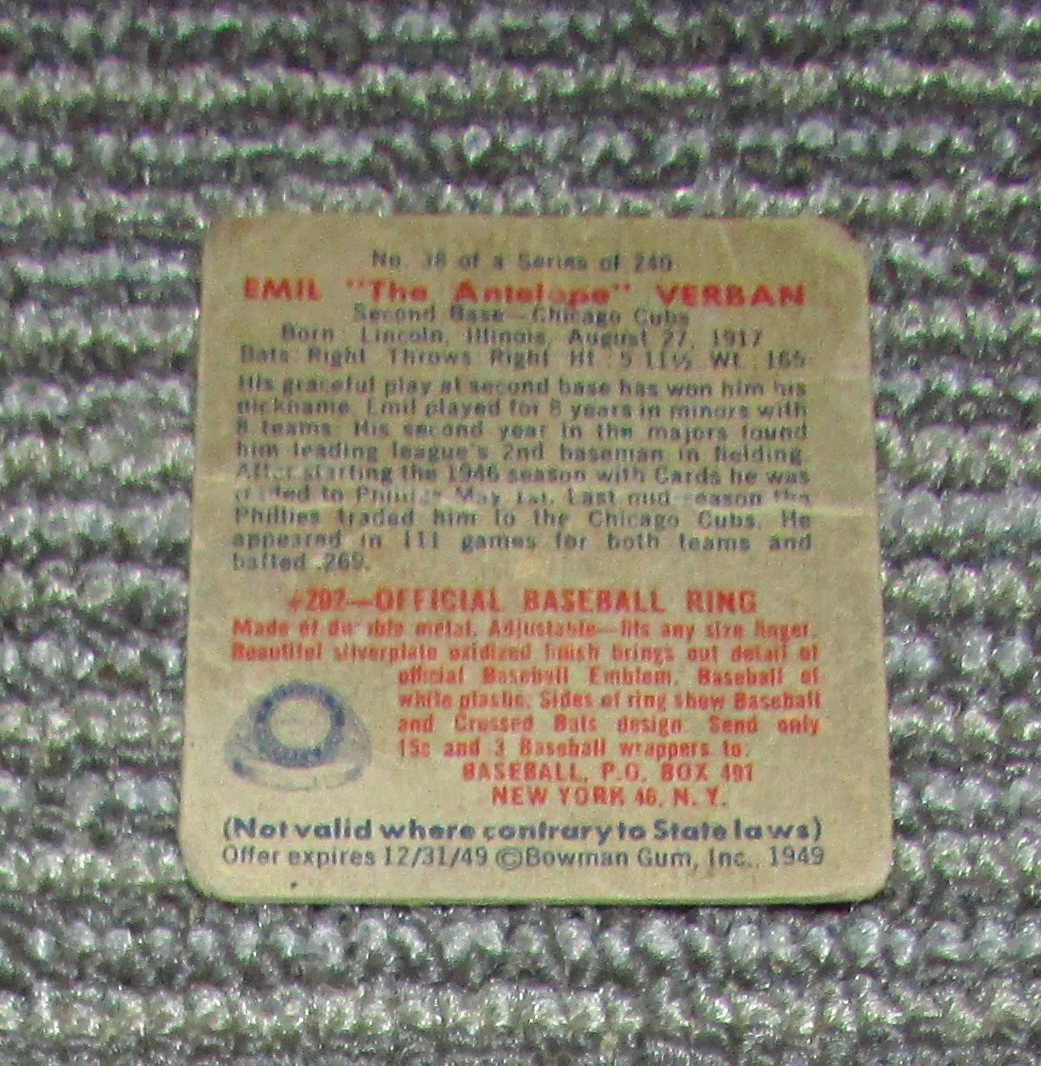 No. 38 of a Series of 240
EMIL "The Antelope" VERBAN
Second Base—Chicago Cubs
Born Lincoln, Illinois, August 27, 1917
Bats Right Throws Right Ht 5 11½ Wt 165
His graceful play at second base has won him his
nickname. Emil played for 8 years in minors with
8 teams. His second year in the majors found
him leading league's 2nd baseman in fielding.
After starting the 1946 season with Cards he was
traded to Phillies May 1st. Last mid season the
Phillies traded him to the Chicago Cubs. He
appeared in 111 games for both teams and
batted .269.
#202—OFFICIAL BASEBALL RING
Made of durable metal. Adjustable—fits any size finger.
Beautiful silverplate oxidized finish brings out detail of
official Baseball Emblem. Baseball of
white plastic. Sides of ring show Baseball
and Crossed Bats design. Send only
15c and 3 Baseball wrappers to:
BASEBALL, P.O. BOX 491
NEW YORK 46, N. Y.
(Not valid where contrary to State laws)
Offer expires 12/31/49 ©Bowman Gum, Inc., 1949